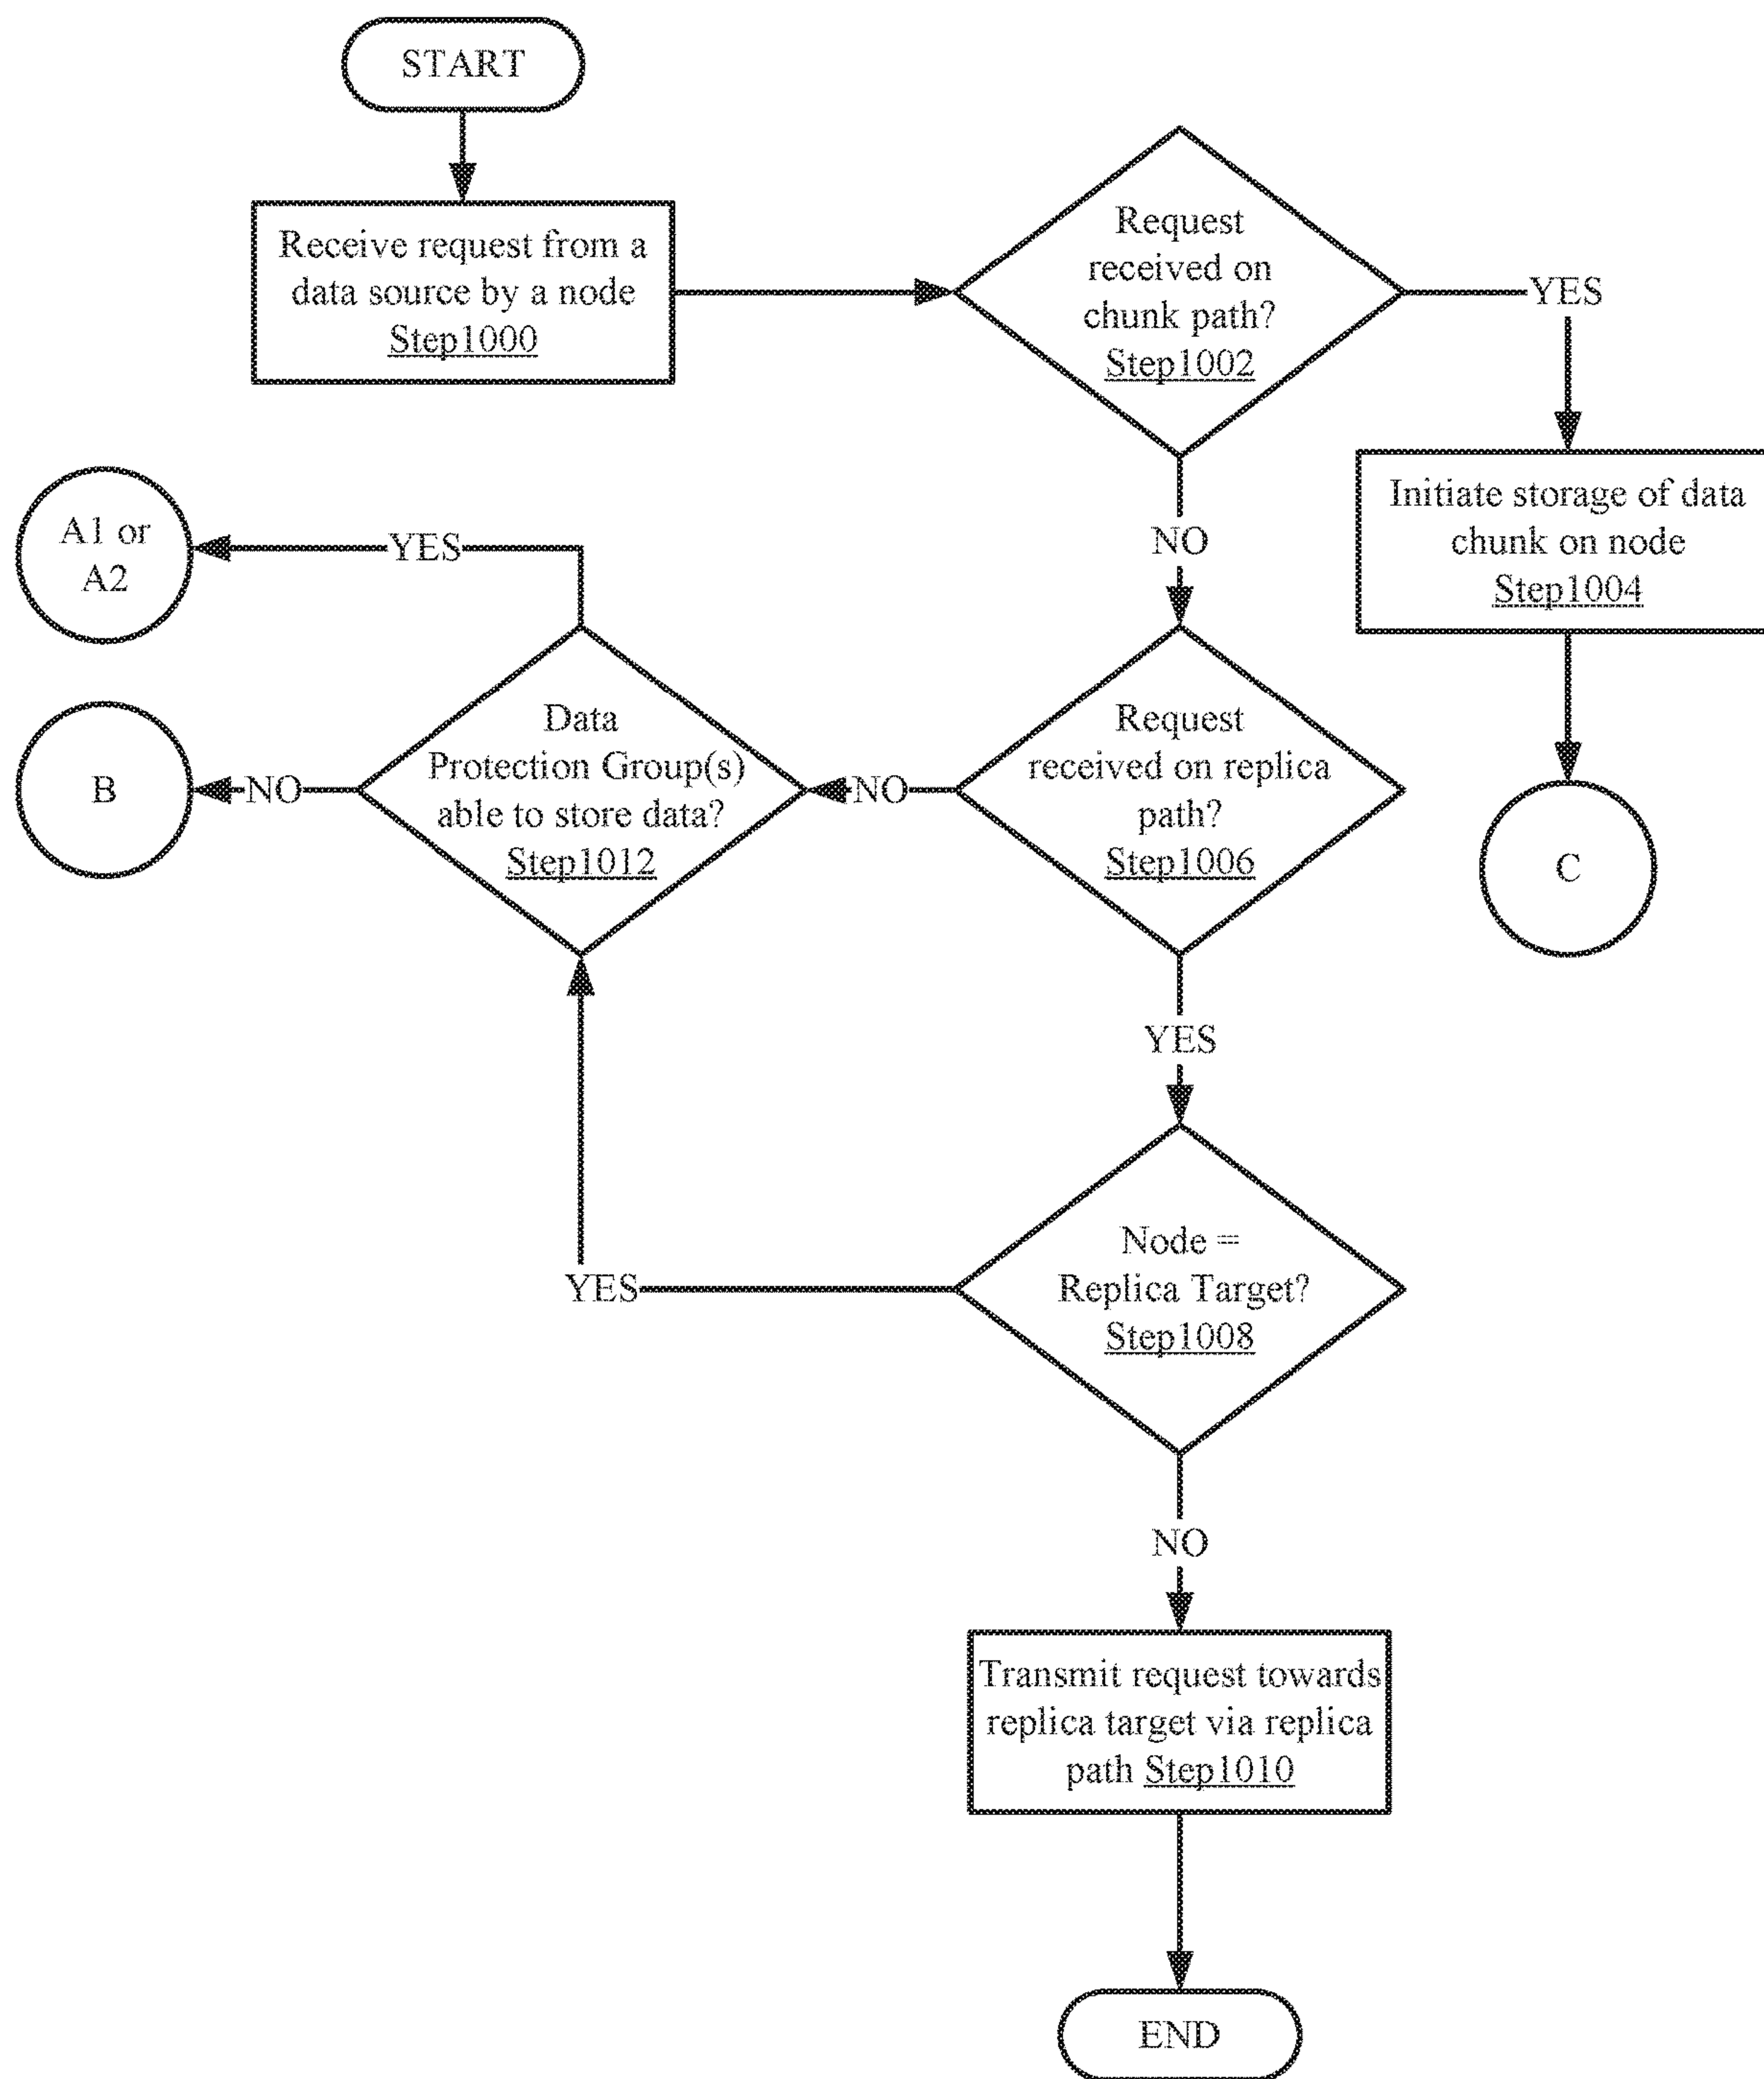 START
Receive request from a
data source by a node
Step1000
Request
received on
chunk path?
Step1002
YES
Initiate storage of data
chunk on node
Step1004
C
NO
A1 or
A2
YES
Data
Protection Group(s)
able to store data?
Step1012
NO
B
Request
received on replica
path?
Step1006
NO
YES
Node =
Replica Target?
Step1008
YES
NO
Transmit request towards
replica target via replica
path Step1010
END